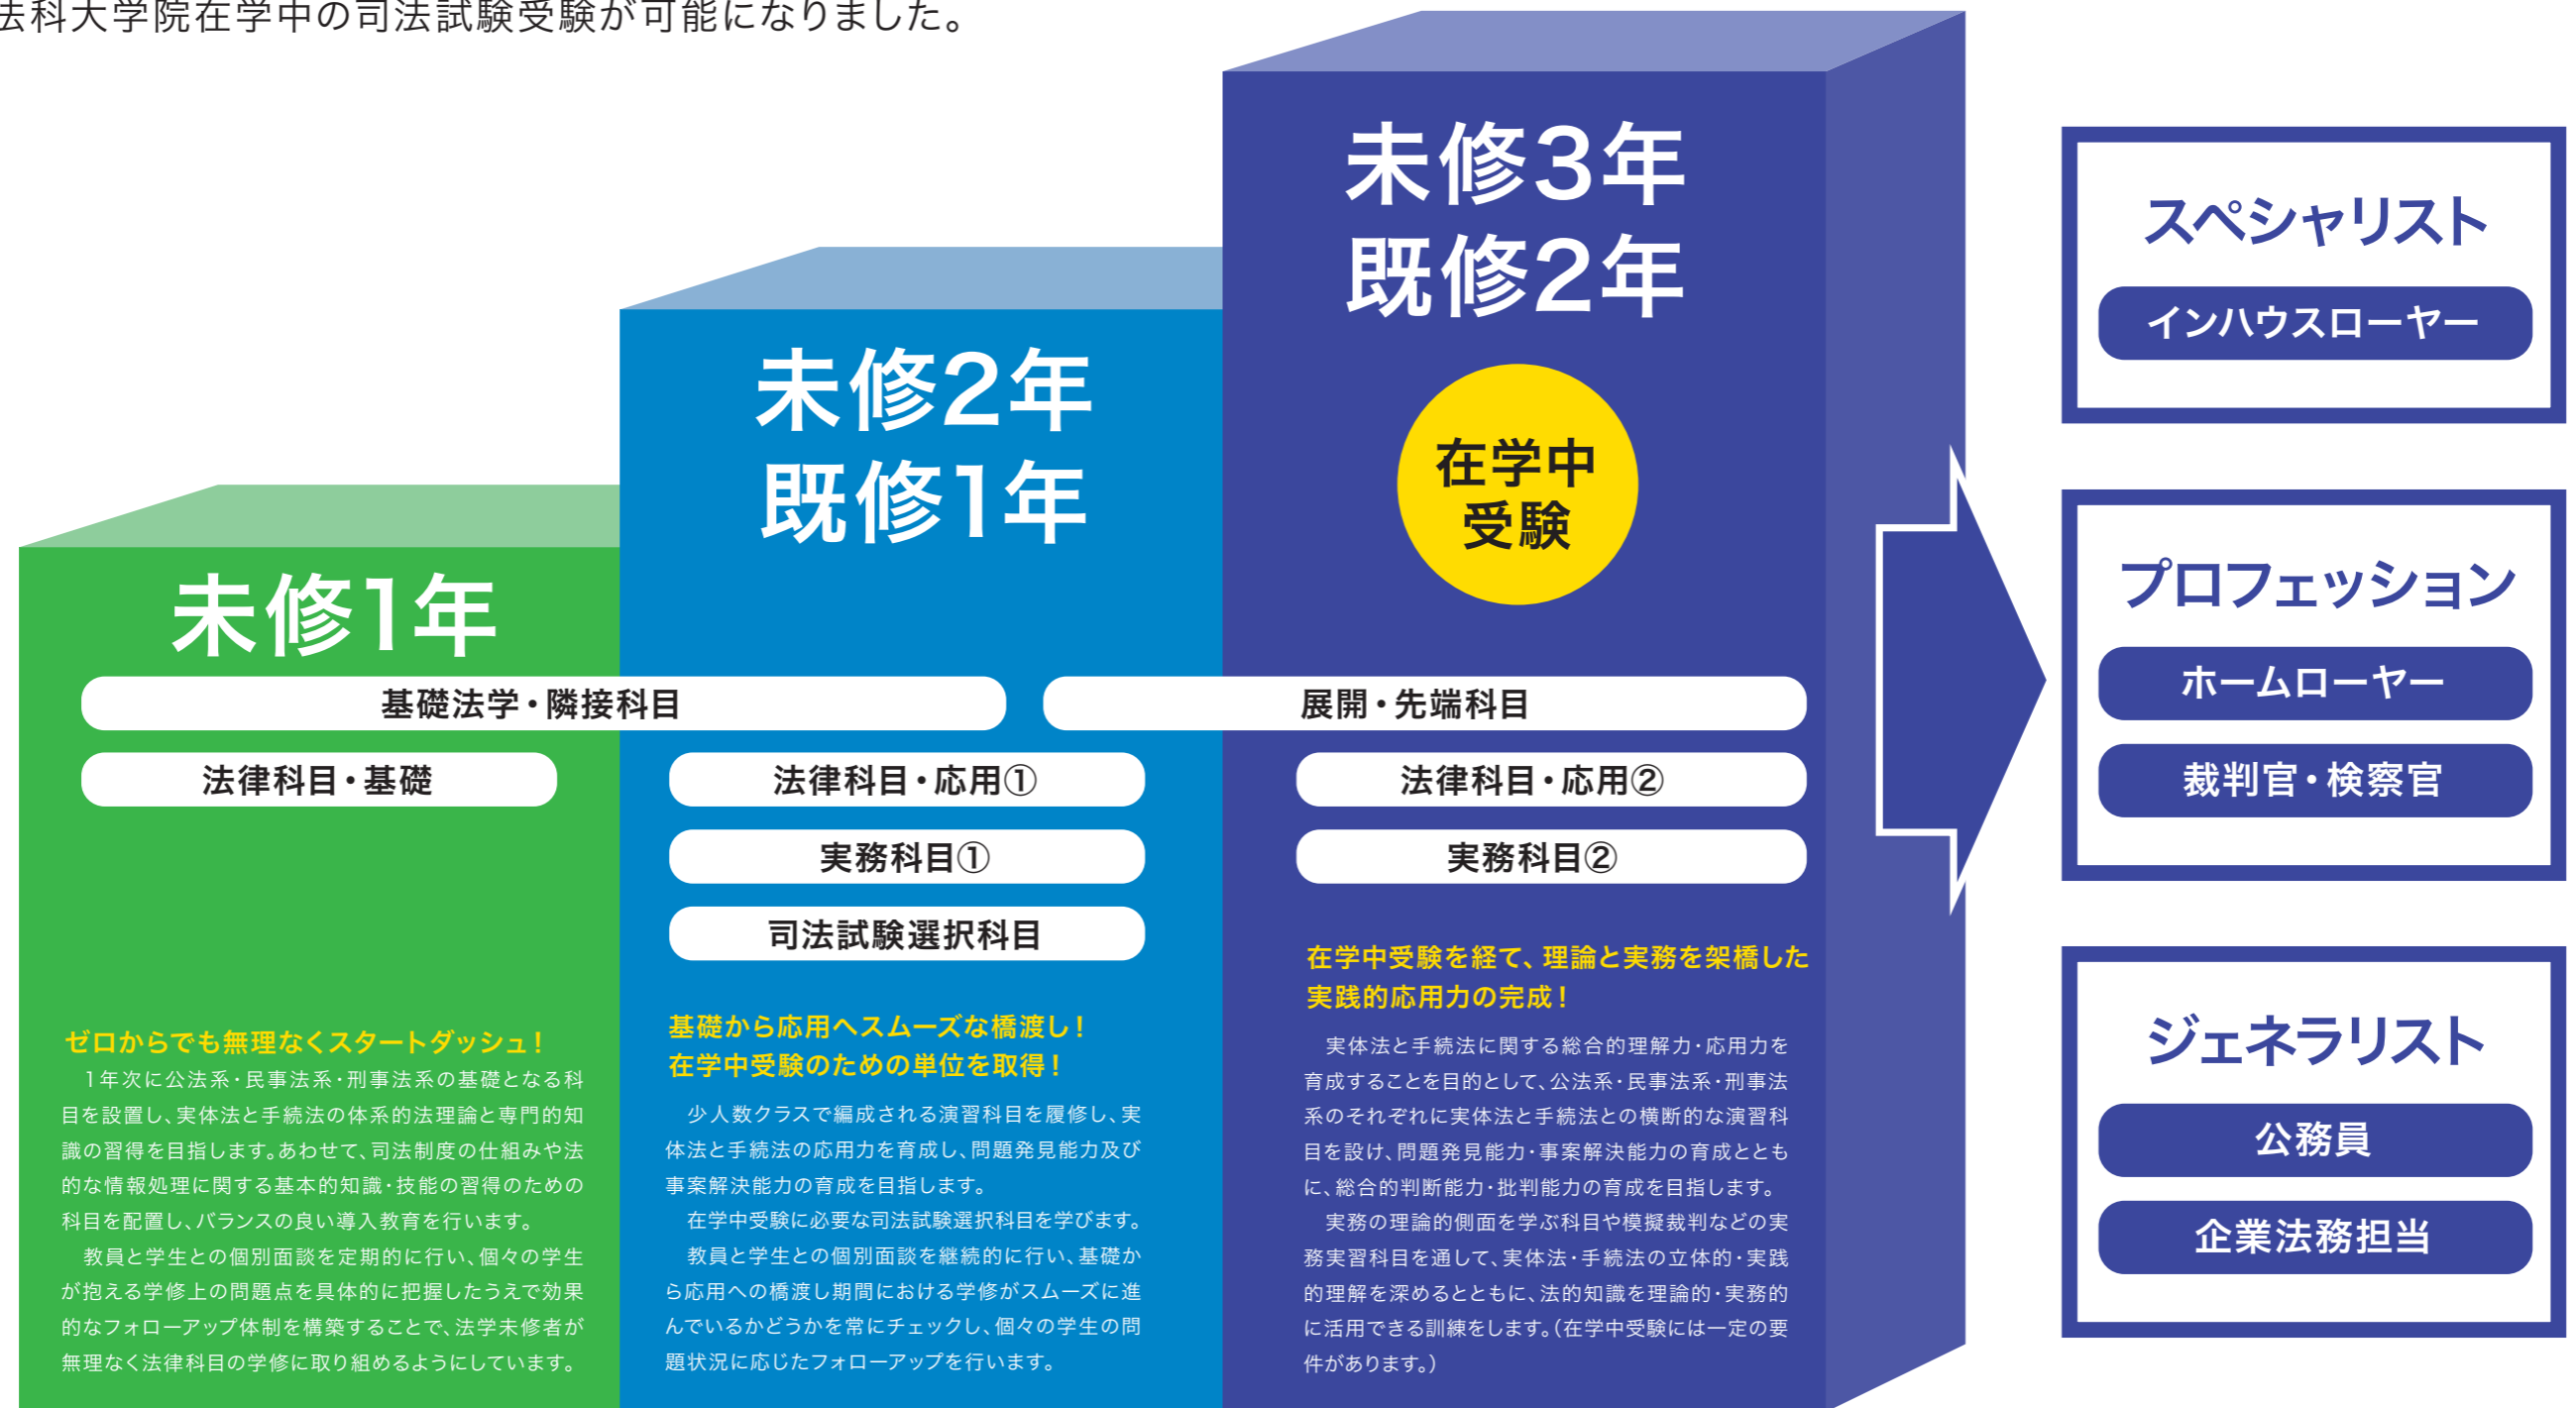 法科大学院在学中の司法試験受験が可能になりました。
未修1年
未修2年
既修1年
未修3年
既修2年
在学中
受験
基礎法学・隣接科目
展開・先端科目
法律科目・基礎
法律科目・応用①
法律科目・応用②
実務科目①
実務科目②
司法試験選択科目
ゼロからでも無理なくスタートダッシュ！
1年次に公法系・民事法系・刑事法系の基礎となる科
目を設置し、実体法と手続法の体系的法理論と専門的知
識の習得を目指します。あわせて、司法制度の仕組みや法
的な情報処理に関する基本的知識・技能の習得のための
科目を配置し、バランスの良い導入教育を行います。
教員と学生との個別面談を定期的に行い、個々の学生
が抱える学修上の問題点を具体的に把握したうえで効果
的なフォローアップ体制を構築することで、法学未修者が
無理なく法律科目の学修に取り組めるようにしています。
基礎から応用へスムーズな橋渡し！
在学中受験のための単位を取得！
少人数クラスで編成される演習科目を履修し、実
体法と手続法の応用力を育成し、問題発見能力及び
事案解決能力の育成を目指します。
在学中受験に必要な司法試験選択科目を学びます。
教員と学生との個別面談を継続的に行い、基礎か
ら応用への橋渡し期間における学修がスムーズに進
んでいるかどうかを常にチェックし、個々の学生の問
題状況に応じたフォローアップを行います。
在学中受験を経て、理論と実務を架橋した
実践的応用力の完成！
実体法と手続法に関する総合的理解力・応用力を
育成することを目的として、公法系・民事法系・刑事法
系のそれぞれに実体法と手続法との横断的な演習科
目を設け、問題発見能力・事案解決能力の育成ととも
に、総合的判断能力・批判能力の育成を目指します。
実務の理論的側面を学ぶ科目や模擬裁判などの実
務実習科目を通して、実体法・手続法の立体的・実践
的理解を深めるとともに、法的知識を理論的・実務的
に活用できる訓練をします。（在学中受験には一定の要
件があります。）
スペシャリスト
インハウスローヤー
プロフェッション
ホームローヤー
裁判官・検察官
ジェネラリスト
公務員
企業法務担当